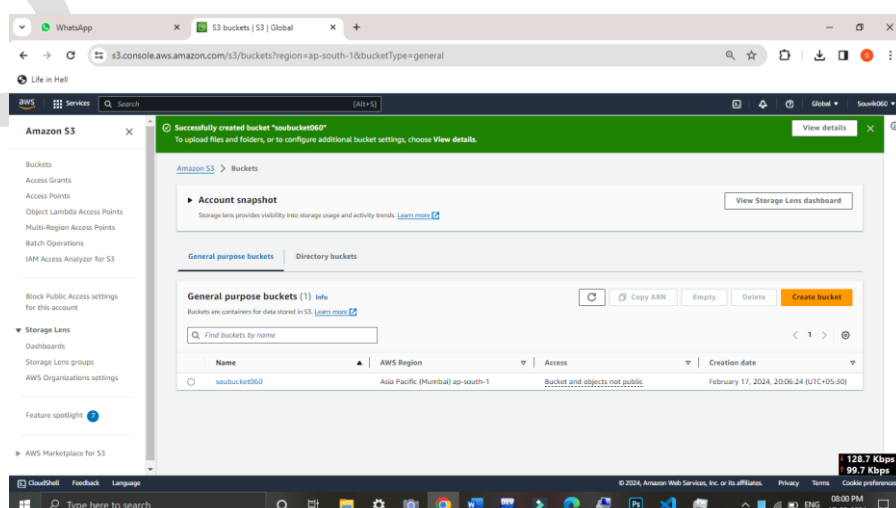 WhatsApp
S3 buckets | S3 | Global
s3.console.aws.amazon.com/s3/buckets?region=ap-south-1&bucketType=general
Life in Hell
aws Services Search [Alt+S] Global Souvik060
Amazon S3
Successfully created bucket "soubucket060"
To upload files and folders, or to configure additional bucket settings, choose View details.
View details
Buckets
Access Grants
Access Points
Object Lambda Access Points
Multi-Region Access Points
Batch Operations
IAM Access Analyzer for S3
Block Public Access settings
for this account
Storage Lens
Dashboards
Storage Lens groups
AWS Organizations settings
Feature spotlight 7
AWS Marketplace for S3
Amazon S3 > Buckets
Account snapshot
Storage lens provides visibility into storage usage and activity trends. Learn more
View Storage Lens dashboard
General purpose buckets Directory buckets
General purpose buckets (1) Info
Buckets are containers for data stored in S3. Learn more
Copy ARN Empty Delete Create bucket
Find buckets by name
< 1 >
Name AWS Region Access Creation date
soubucket060 Asia Pacific (Mumbai) ap-south-1 Bucket and objects not public February 17, 2024, 20:06:24 (UTC+05:30)
128.7 Kbps
99.7 Kbps
CloudShell Feedback Language © 2024, Amazon Web Services, Inc. or its affiliates. Privacy Terms Cookie preferences
Type here to search ENG 08:00 PM